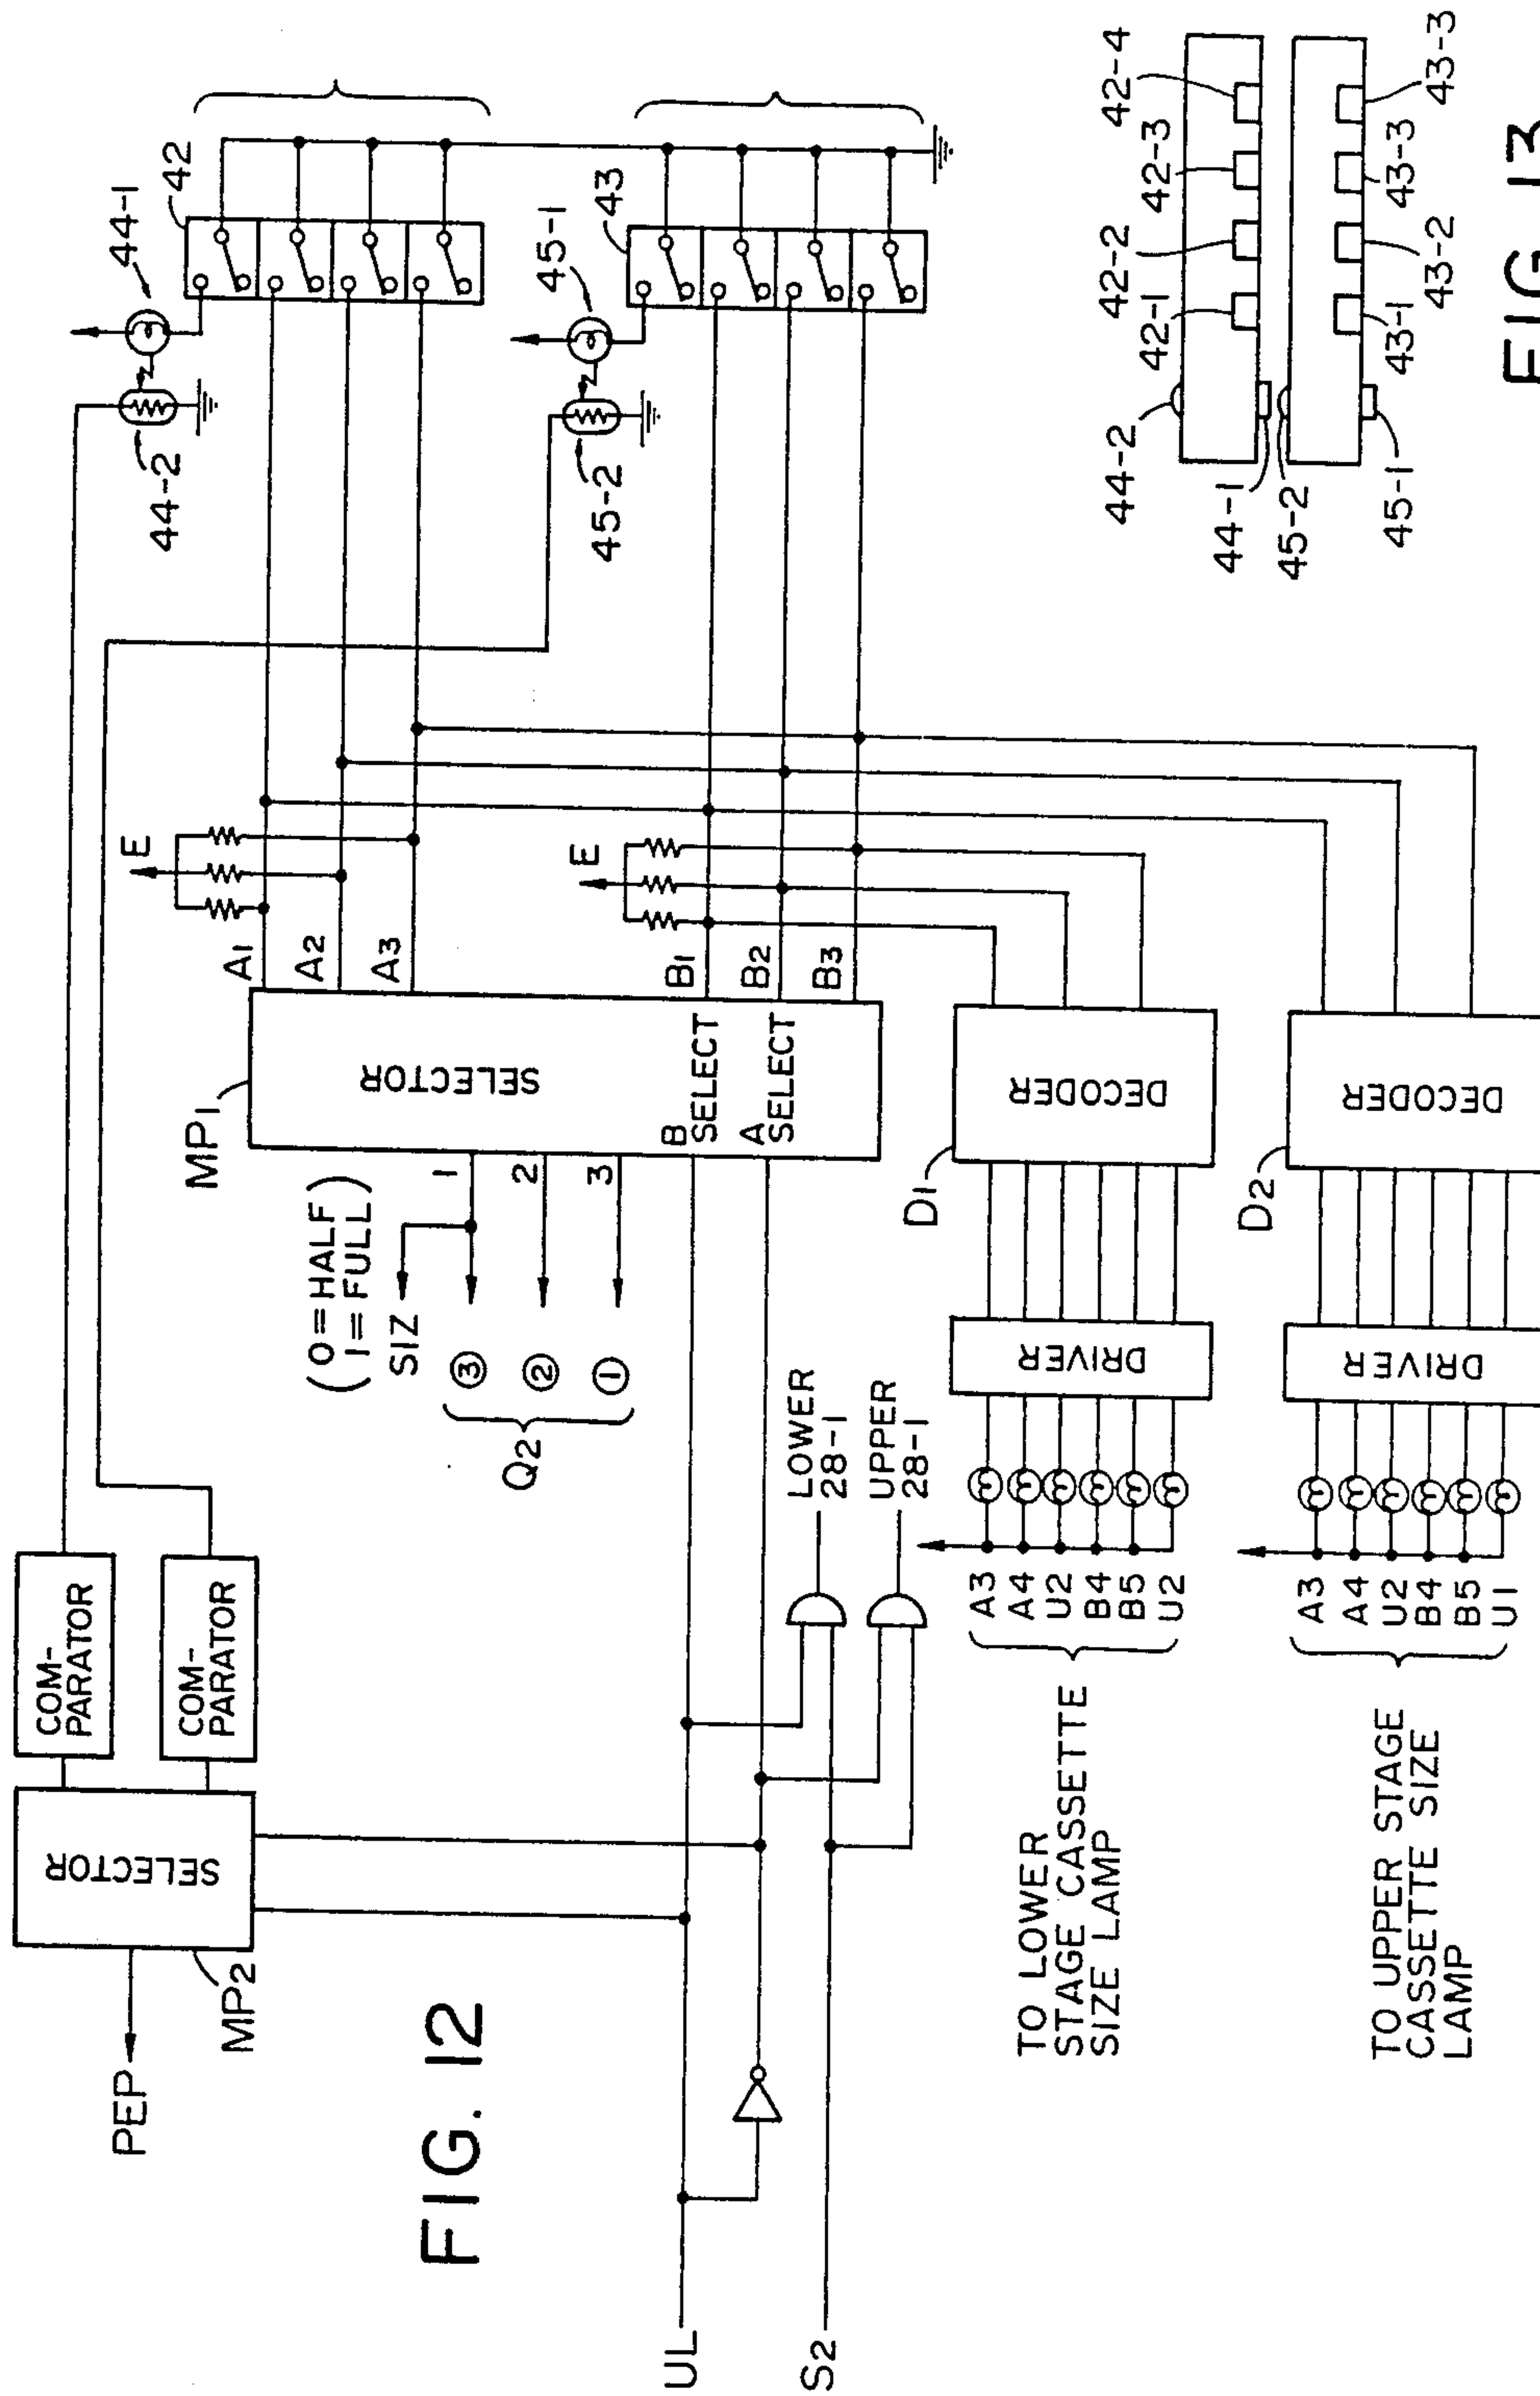 FIG. 12
PEP
MP2
SELECTOR
COM-
PARATOR
COM-
PARATOR
44-2
44-1
42
45-2
45-1
43
E
E
A1
A2
A3
B1
B2
B3
MP1
SELECTOR
B
SELECT
A
SELECT
1
2
3
(0=HALF
1=FULL)
SIZ
③
②
①
Q2
UL
S2
LOWER
28-1
UPPER
28-1
D1
DECODER
DRIVER
A3
A4
U2
B4
B5
U2
TO LOWER
STAGE CASSETTE
SIZE LAMP
D2
DECODER
DRIVER
A3
A4
U2
B4
B5
U1
TO UPPER STAGE
CASSETTE SIZE
LAMP
44-2
42-1
42-2
42-3
42-4
44-1
45-2
45-1
43-1
43-2
43-3
43-3
FIG. 13